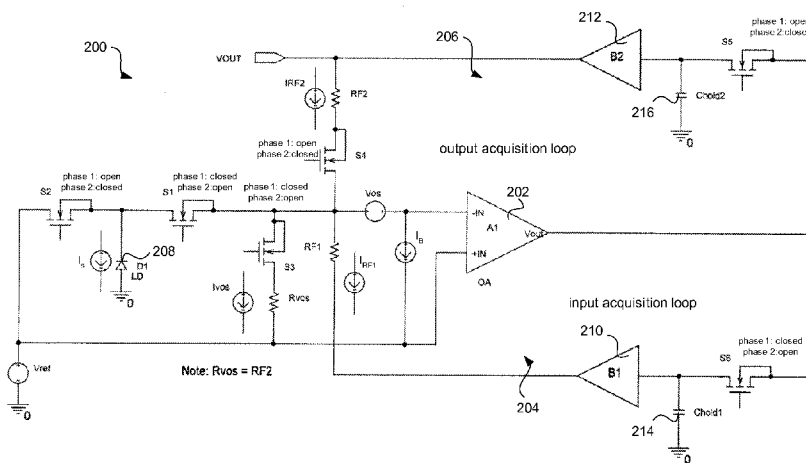 200
VOUT
206
212
B2
phase 1: open
phase 2:closed
S5
216
Chold2
0
IRF2
RF2
phase 1: open
phase 2:closed
S4
output acquisition loop
phase 1: open
phase 2:closed
S2
phase 1: closed
phase 2:open
S1
phase 1: closed
phase 2:open
Vos
202
-IN
A1
Vout
+IN
OA
Is
208
D1
LD
0
S3
Ivos
Rvos
RF1
IRF1
IB
input acquisition loop
210
B1
phase 1: closed
phase 2:open
S6
214
Chold1
0
204
Vref
0
Note: Rvos = RF2